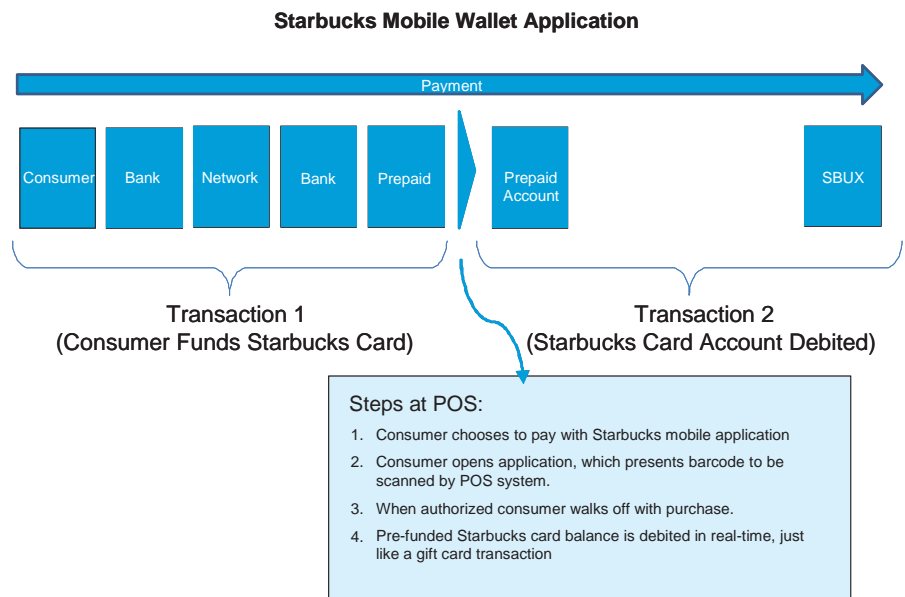 Starbucks Mobile Wallet Application
Payment
Consumer
Bank
Network
Bank
Prepaid
Prepaid
Account
SBUX
Transaction 1
(Consumer Funds Starbucks Card)
Transaction 2
(Starbucks Card Account Debited)
Steps at POS:
1. Consumer chooses to pay with Starbucks mobile application
2. Consumer opens application, which presents barcode to be
scanned by POS system.
3. When authorized consumer walks off with purchase.
4. Pre-funded Starbucks card balance is debited in real-time, just
like a gift card transaction